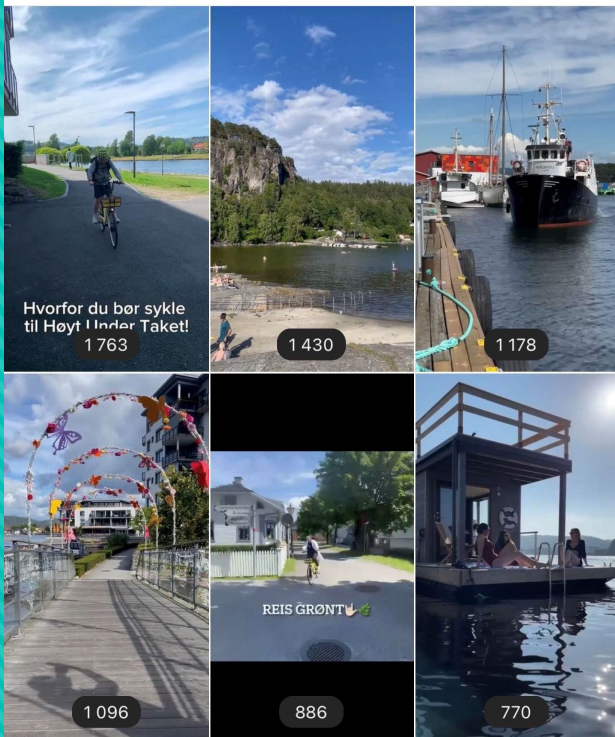 Hvorfor du bør sykle
til Høyt Under Taket!
1 763
1 430
1 178
1 096
REIS GRØNT
886
770